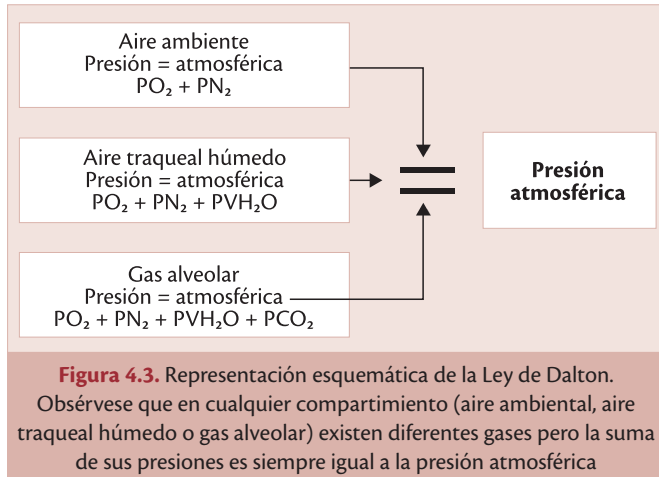 Aire ambiente
Presión = atmosférica
PO₂ + PN₂
Aire traqueal húmedo
Presión = atmosférica
PO₂ + PN₂ + PVH₂O
Gas alveolar
Presión = atmosférica
PO₂ + PN₂ + PVH₂O + PCO₂
Presión
atmosférica
Figura 4.3. Representación esquemática de la Ley de Dalton.
Obsérvese que en cualquier compartimiento (aire ambiental, aire
traqueal húmedo o gas alveolar) existen diferentes gases pero la suma
de sus presiones es siempre igual a la presión atmosférica